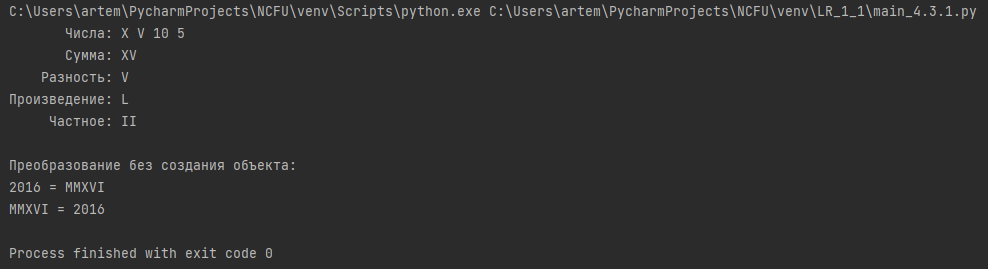 C:\Users\artem\PycharmProjects\NCFU\venv\Scripts\python.exe C:\Users\artem\PycharmProjects\NCFU\venv\LR_1_1\main_4.3.1.py
Числа: X V 10 5
Сумма: XV
Разность: V
Произведение: L
Частное: II
Преобразование без создания объекта:
2016 = MMXVI
MMXVI = 2016
Process finished with exit code 0